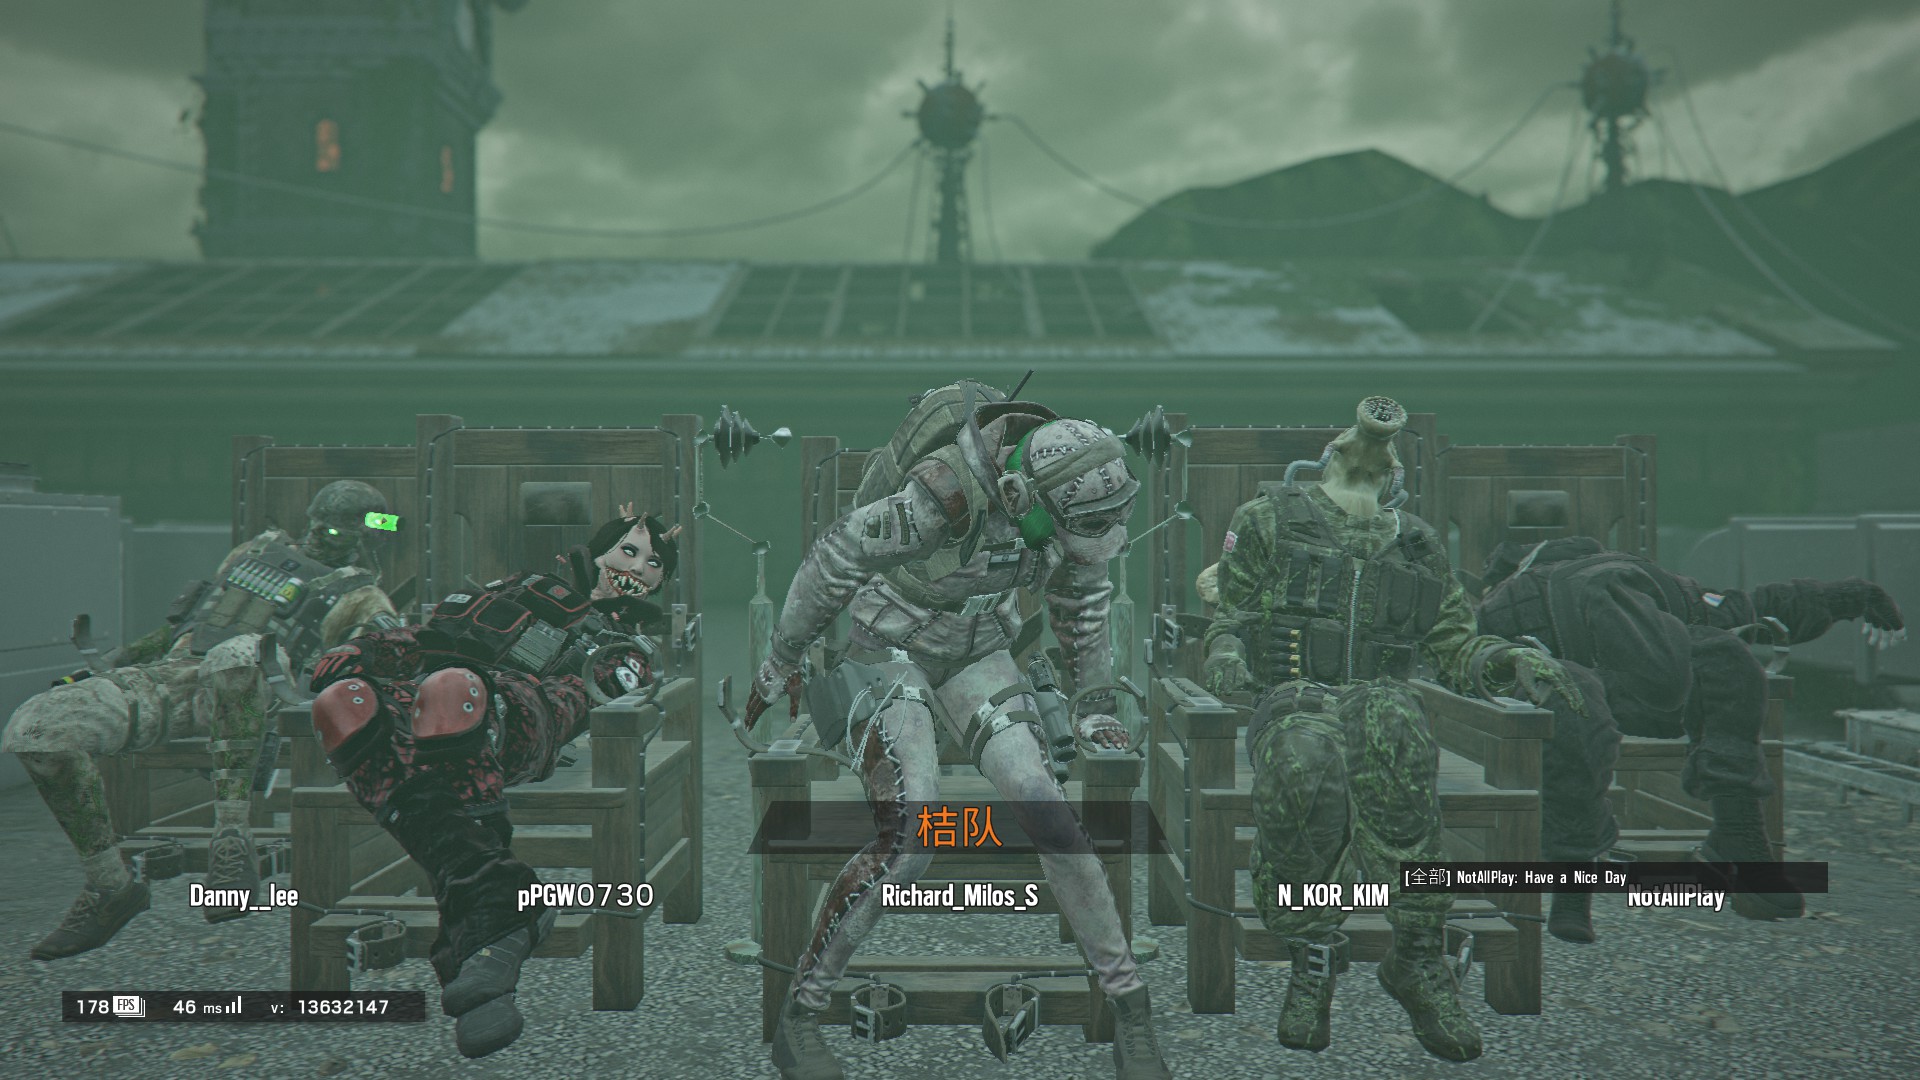 桔队
Danny__lee
pPGW0730
Richard_Milos_S
N_KOR_KIM
[全部] NotAllPlay: Have a Nice Day
NotAllPlay
178 FPS 46 ms v: 13632147